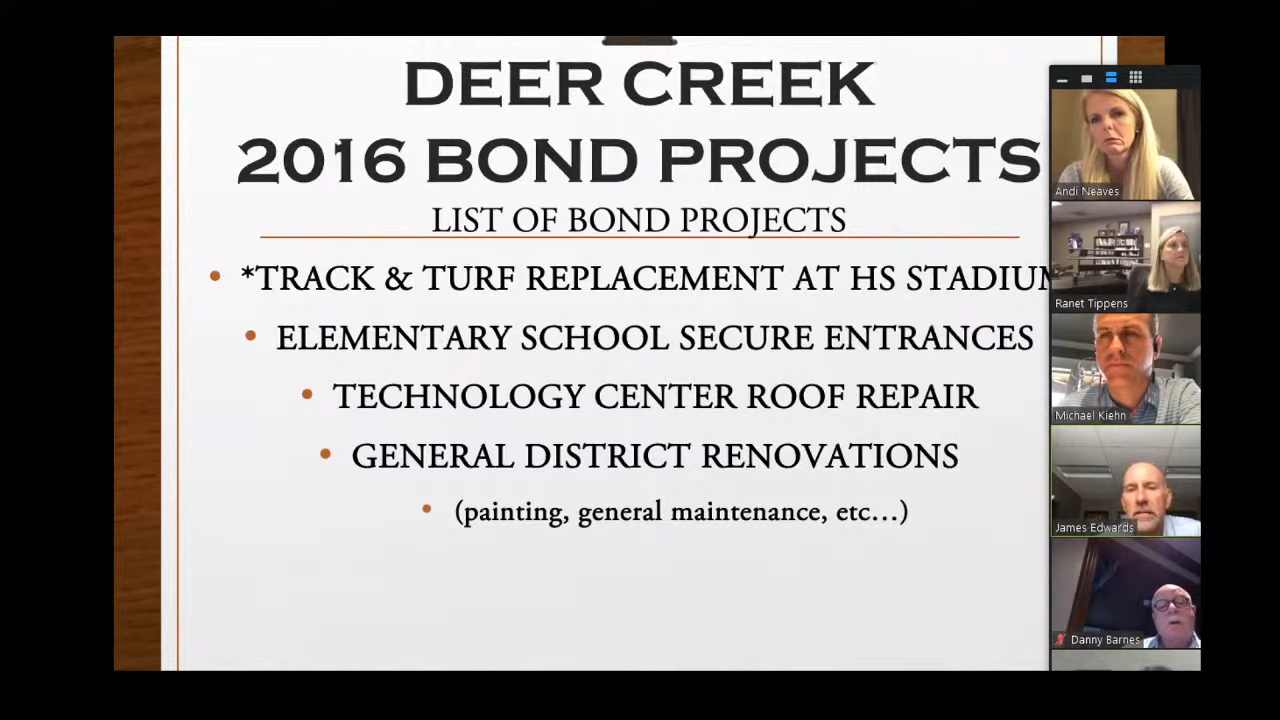 DEER CREEK
2016 BOND PROJECTS
LIST OF BOND PROJECTS
• *TRACK & TURF REPLACEMENT AT HS STADIUM
• ELEMENTARY SCHOOL SECURE ENTRANCES
• TECHNOLOGY CENTER ROOF REPAIR
• GENERAL DISTRICT RENOVATIONS
• (painting, general maintenance, etc…)
Andi Neaves
Ranet Tippens
Michael Kiehn
James Edwards
Danny Barnes